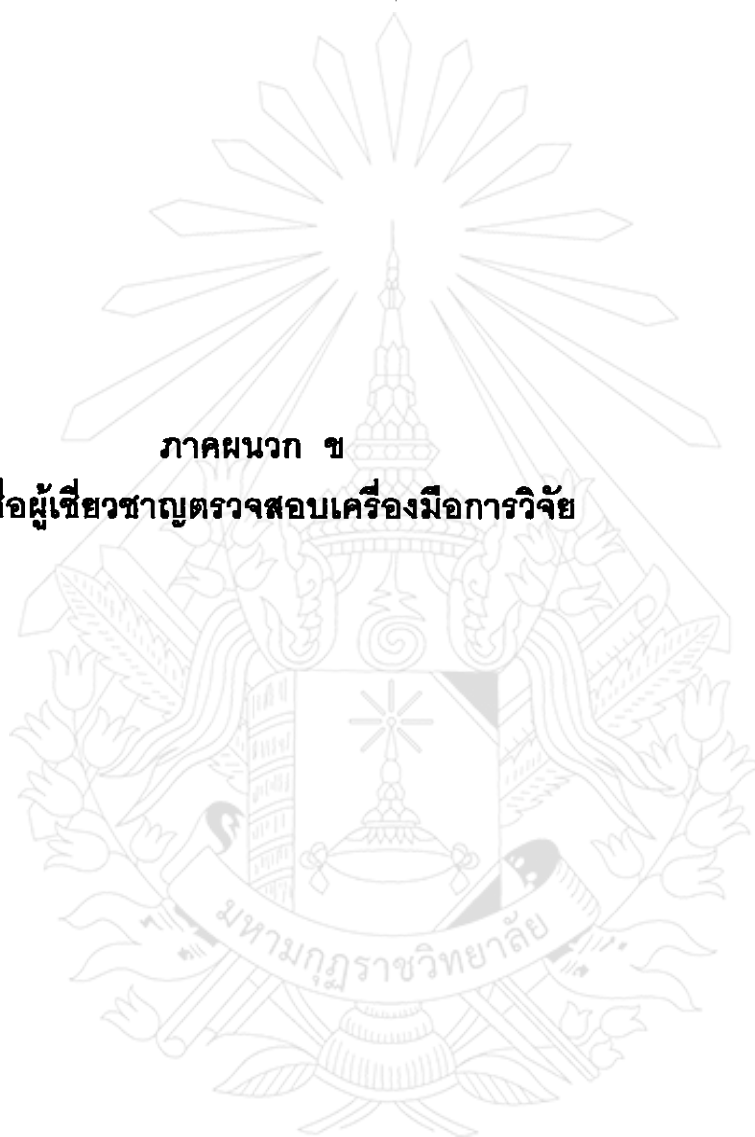 ภาคผนวก ข
ผู้เชี่ยวชาญตรวจสอบเครื่องมือการวิจัย
มหามกุฏราชวิทยาลัย